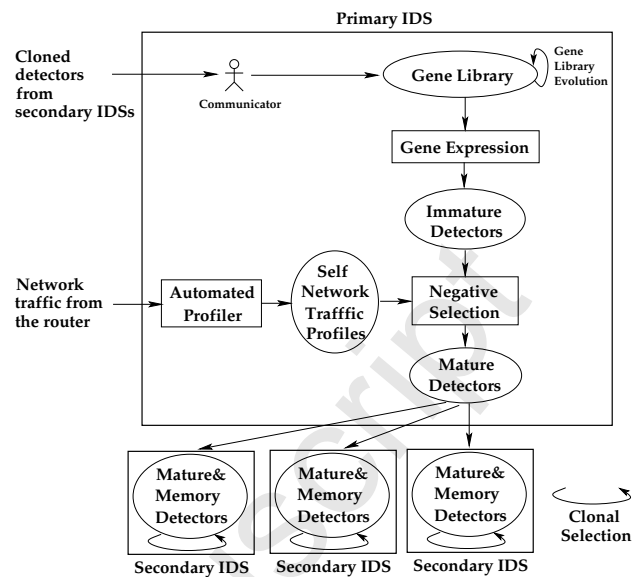 Primary IDS
Cloned
detectors
from
secondary IDSs
Communicator
Gene Library
Gene
Library
Evolution
Gene Expression
Immature
Detectors
Network
traffic from
the router
Automated
Profiler
Self
Network
Trafffic
Profiles
Negative
Selection
Mature
Detectors
Mature&
Memory
Detectors
Secondary IDS
Mature&
Memory
Detectors
Secondary IDS
Mature&
Memory
Detectors
Secondary IDS
Clonal
Selection